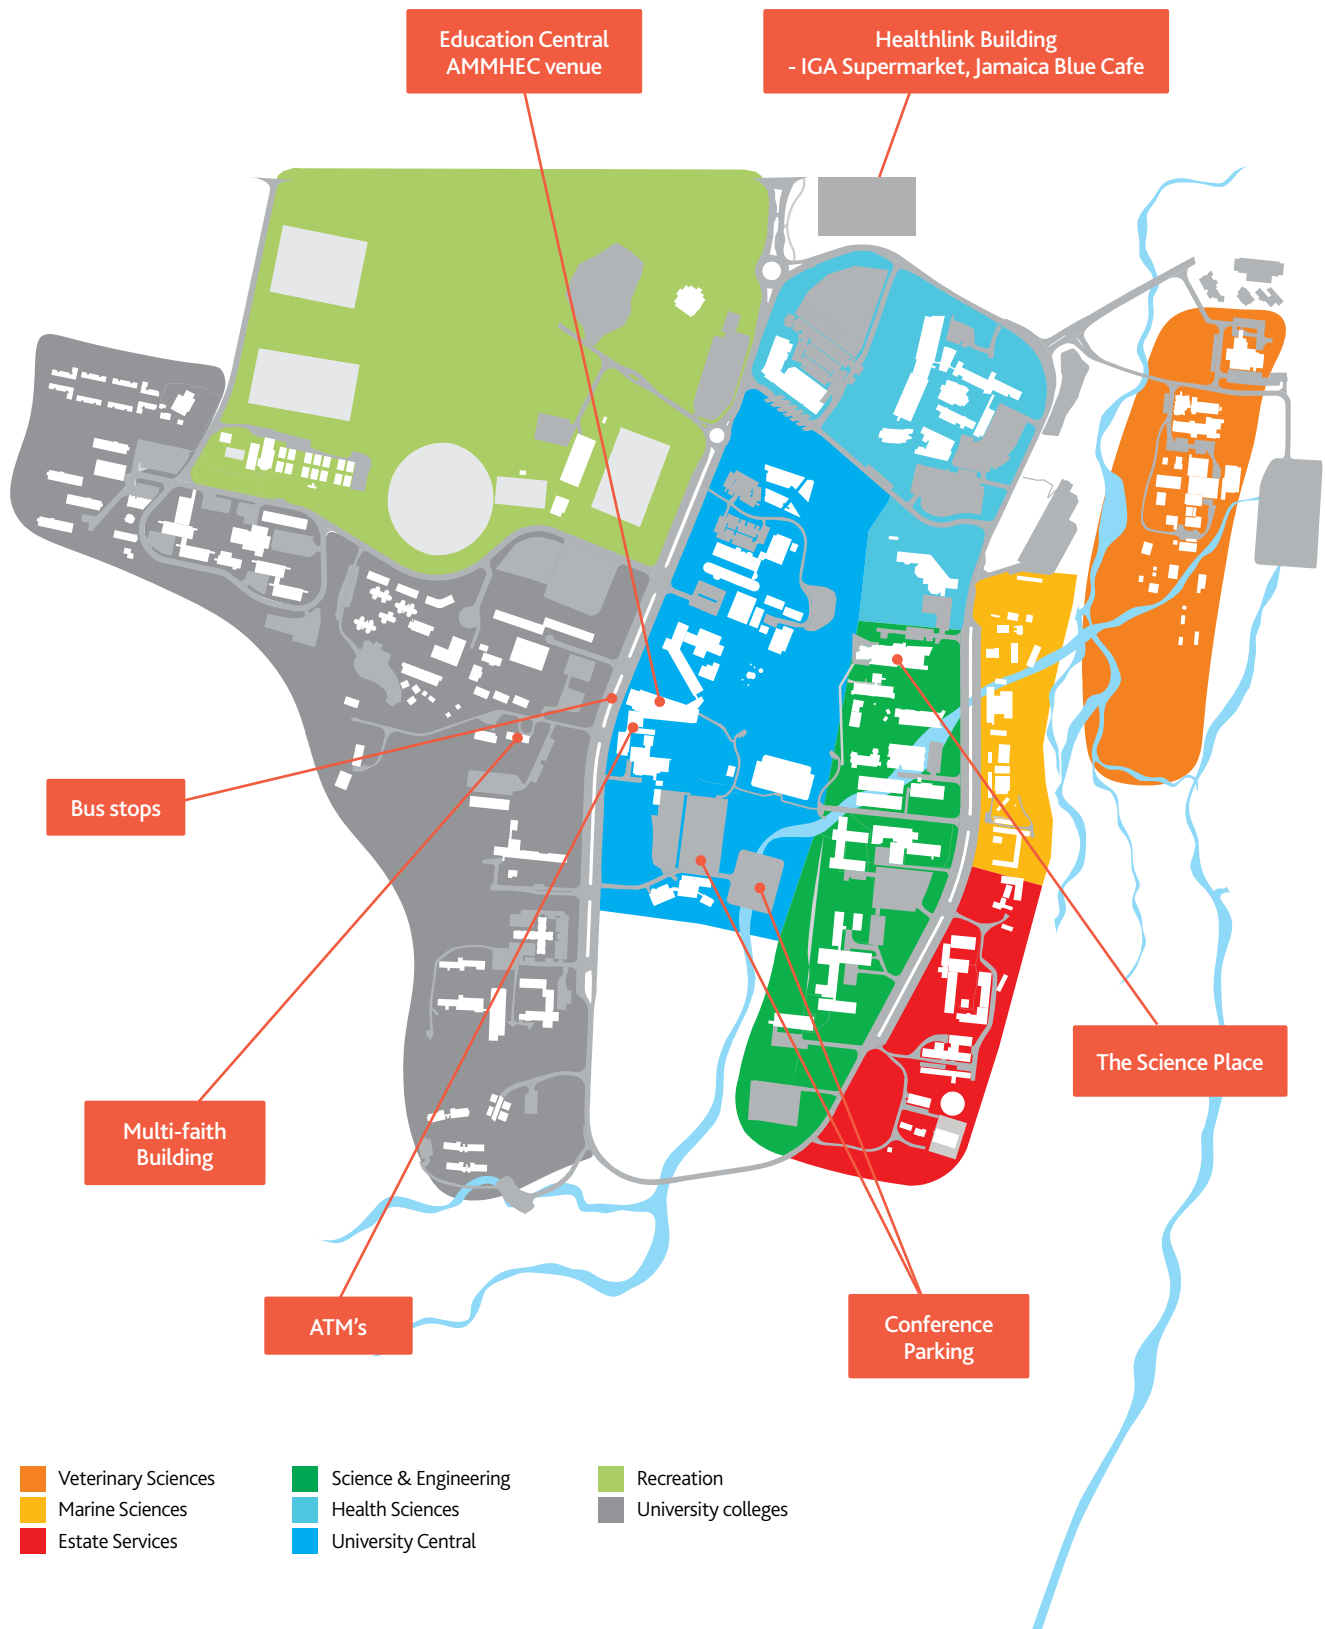 Education Central
AMMHEC venue
Healthlink Building
- IGA Supermarket, Jamaica Blue Cafe
Bus stops
The Science Place
Multi-faith
Building
ATM’s
Conference
Parking
Veterinary Sciences
Marine Sciences
Estate Services
Science & Engineering
Health Sciences
University Central
Recreation
University colleges